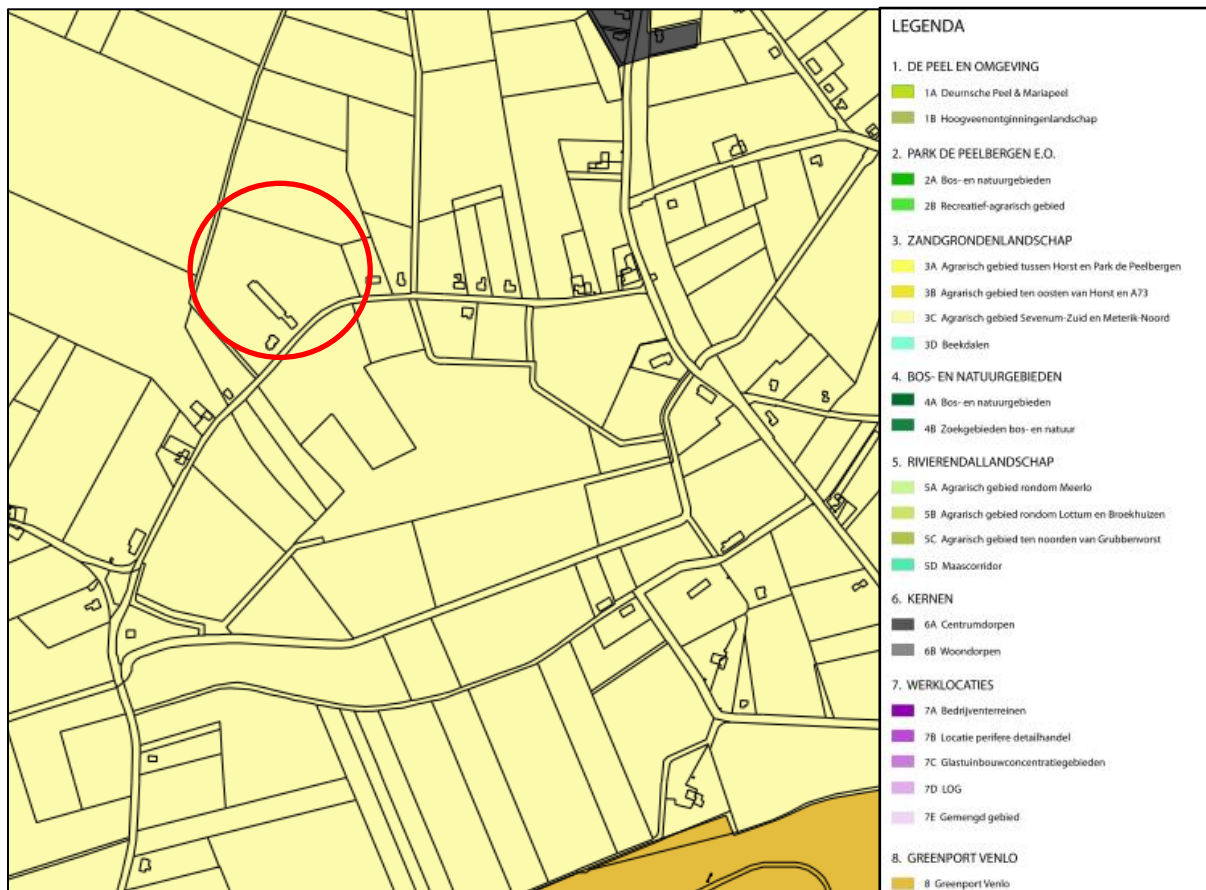 LEGENDA
1. DE PEEL EN OMGEVING
1A Deurnsche Peel & Mariapeel
1B Hoogveenontginningenlandschap
2. PARK DE PEELBERGEN E.O.
2A Bos- en natuurgebieden
2B Recreatief-agrarisch gebied
3. ZANDGRONDENLANDSCHAP
3A Agrarisch gebied tussen Horst en Park de Peelbergen
3B Agrarisch gebied ten oosten van Horst en A73
3C Agrarisch gebied Sevenum-Zuid en Meterik-Noord
3D Beekdalen
4. BOS- EN NATUURGEBIEDEN
4A Bos- en natuurgebieden
4B Zoekgebieden bos- en natuur
5. RIVIERENDALLANDSCHAP
5A Agrarisch gebied rondom Meerlo
5B Agrarisch gebied rondom Lottum en Broekhuizen
5C Agrarisch gebied ten noorden van Grubbenvorst
5D Maascorridor
6. KERNEN
6A Centrumdorpen
6B Woondorpen
7. WERKLOCATIES
7A Bedrijventerreinen
7B Locatie perifere detailhandel
7C Glastuinbouwconcentratiegebieden
7D LOG
7E Gemengd gebied
8. GREENPORT VENLO
8 Greenport Venlo